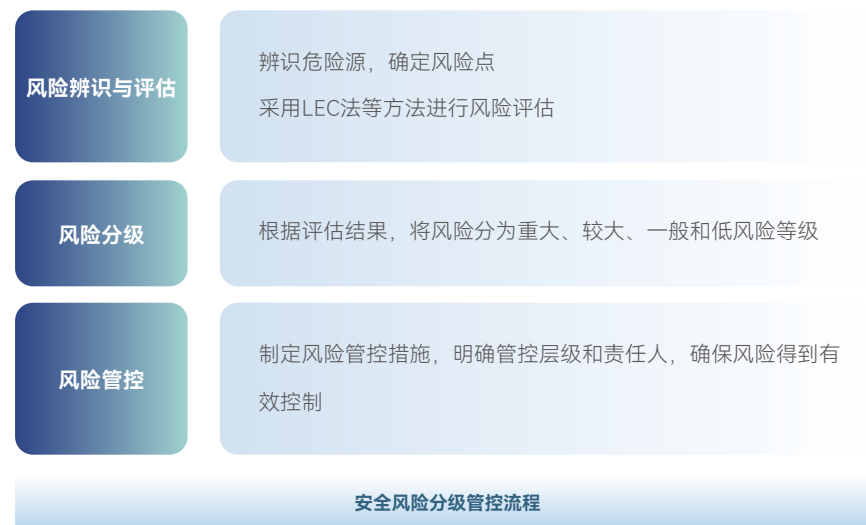 风险辨识与评估
辨识危险源，确定风险点
采用LEC法等方法进行风险评估
风险分级
根据评估结果，将风险分为重大、较大、一般和低风险等级
风险管控
制定风险管控措施，明确管控层级和责任人，确保风险得到有
效控制
安全风险分级管控流程